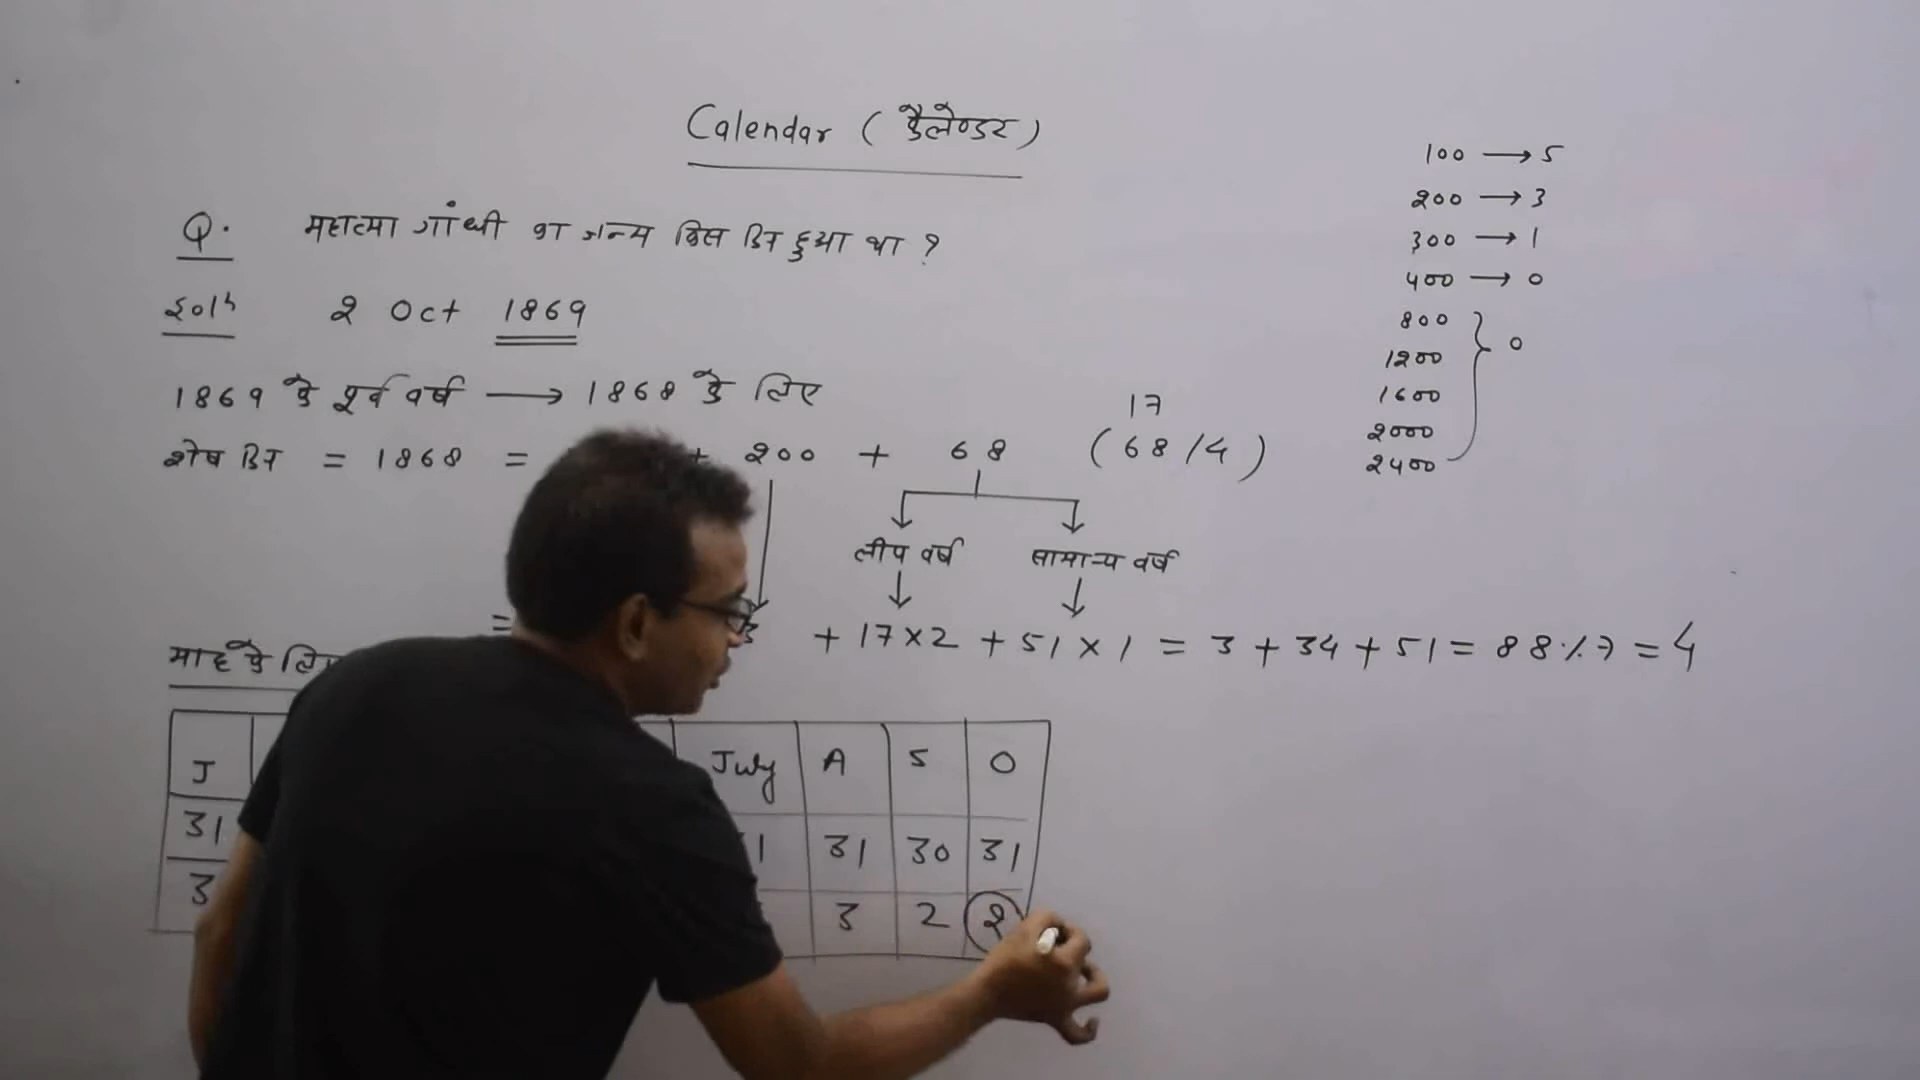 Calendar ( कैलेण्डर )
Q. महात्मा गांधी का जन्म किस दिन हुआ था ?
Solⁿ 2 Oct 1869
1869 के पूर्व वर्ष → 1868 के लिए
शेष दिन = 1868 = + 200 + 68 ( 68 / 4 )
17
लीप वर्ष सामान्य वर्ष
= 3 + 17 × 2 + 51 × 1 = 3 + 34 + 51 = 88 % 7 = 4
माह के
J July A S O
31 31 30 31
3 3 2 2
100 → 5
200 → 3
300 → 1
400 → 0
800
1200
1600
2000
2400
} 0